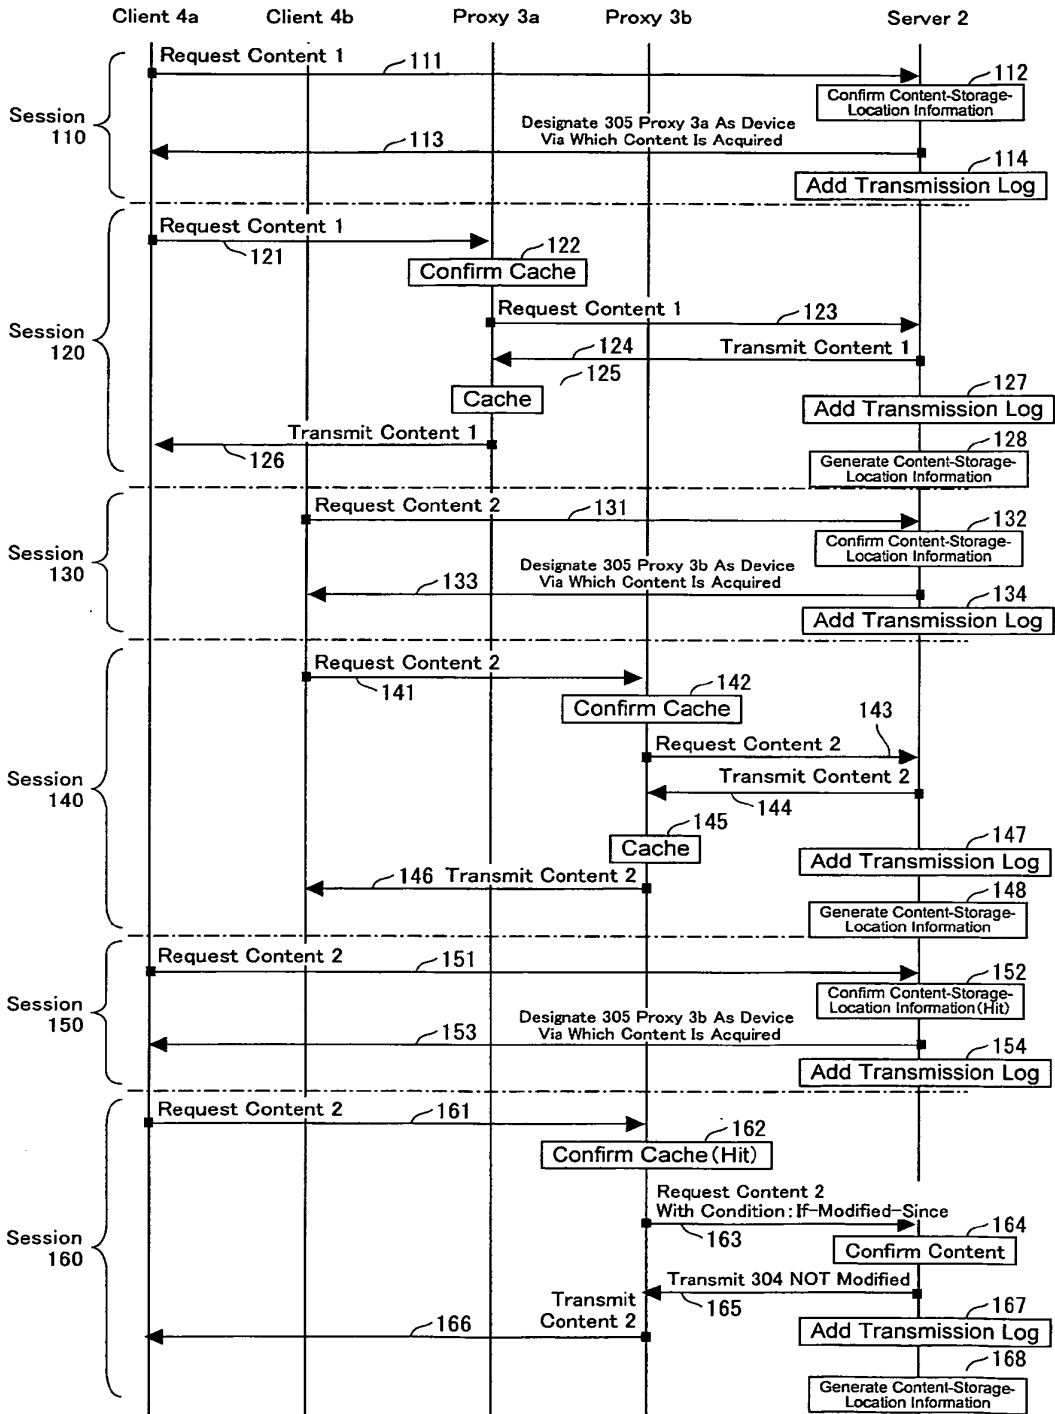 Client 4a
Client 4b
Proxy 3a
Proxy 3b
Server 2
Request Content 1
111
112
Confirm Content-Storage-
Location Information
Session
110
Designate 305 Proxy 3a As Device
Via Which Content Is Acquired
113
114
Add Transmission Log
Request Content 1
121
122
Confirm Cache
Request Content 1
123
Session
120
124
Transmit Content 1
125
Cache
127
Add Transmission Log
Transmit Content 1
126
128
Generate Content-Storage-
Location Information
Request Content 2
131
132
Confirm Content-Storage-
Location Information
Session
130
Designate 305 Proxy 3b As Device
Via Which Content Is Acquired
133
134
Add Transmission Log
Request Content 2
141
142
Confirm Cache
143
Request Content 2
Session
140
Transmit Content 2
144
145
Cache
147
Add Transmission Log
146
Transmit Content 2
148
Generate Content-Storage-
Location Information
Request Content 2
151
152
Confirm Content-Storage-
Location Information(Hit)
Session
150
Designate 305 Proxy 3b As Device
Via Which Content Is Acquired
153
154
Add Transmission Log
Request Content 2
161
162
Confirm Cache(Hit)
Request Content 2
With Condition:If-Modified-Since
163
164
Confirm Content
Session
160
Transmit 304 NOT Modified
165
Transmit
Content 2
166
167
Add Transmission Log
168
Generate Content-Storage-
Location Information